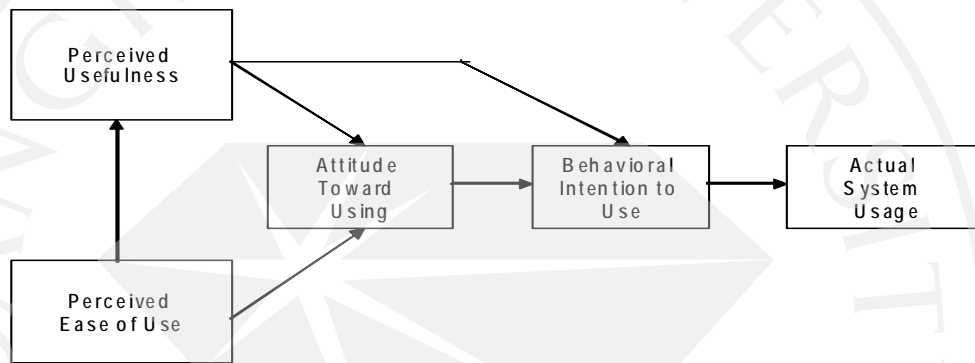 Perceived
Usefulness
Attitude
Toward
Using
Behavioral
Intention to
Use
Actual
System
Usage
Perceived
Ease of Use